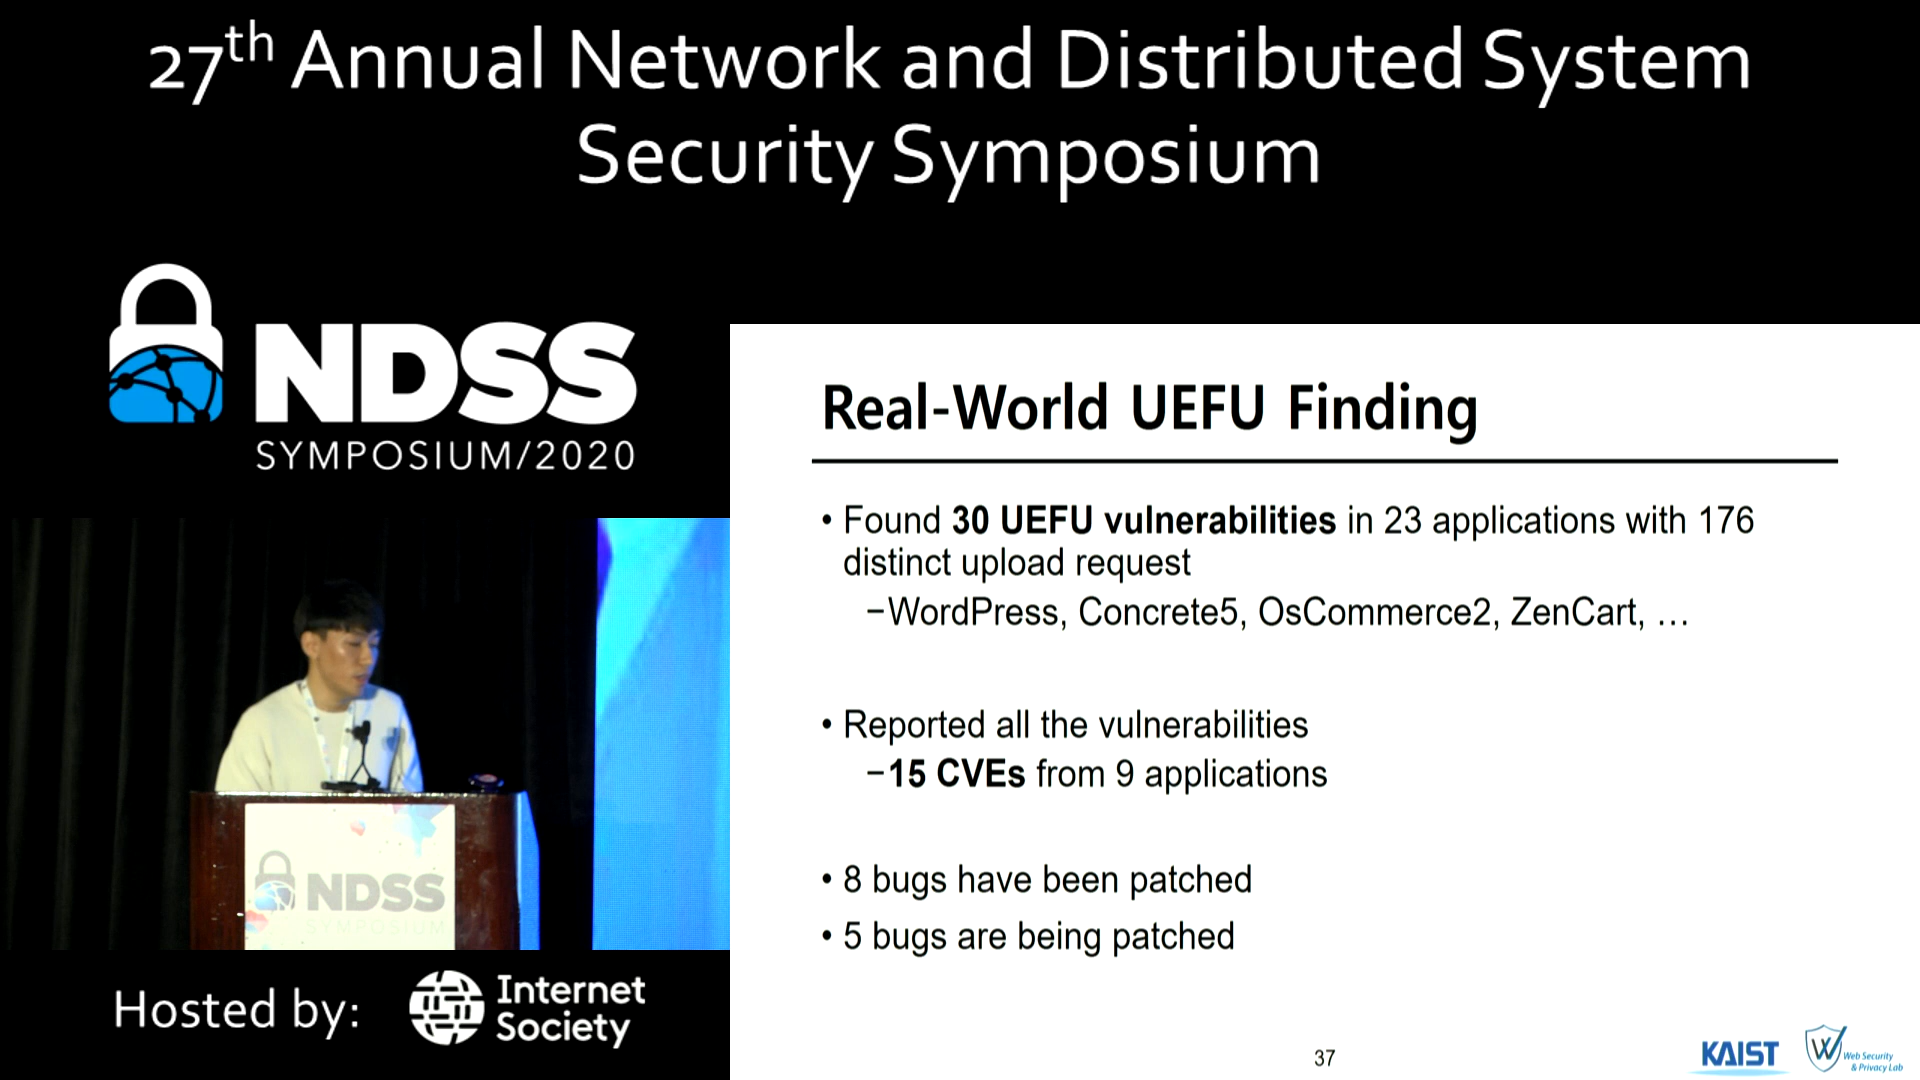 27th Annual Network and Distributed System
Security Symposium
NDSS
SYMPOSIUM/2020
Real-World UEFU Finding
• Found 30 UEFU vulnerabilities in 23 applications with 176
distinct upload request
–WordPress, Concrete5, OsCommerce2, ZenCart, …
• Reported all the vulnerabilities
–15 CVEs from 9 applications
• 8 bugs have been patched
• 5 bugs are being patched
NDSS
SYMPOSIUM
Hosted by:
Internet
Society
37
KAIST
W
Web Security
& Privacy Lab